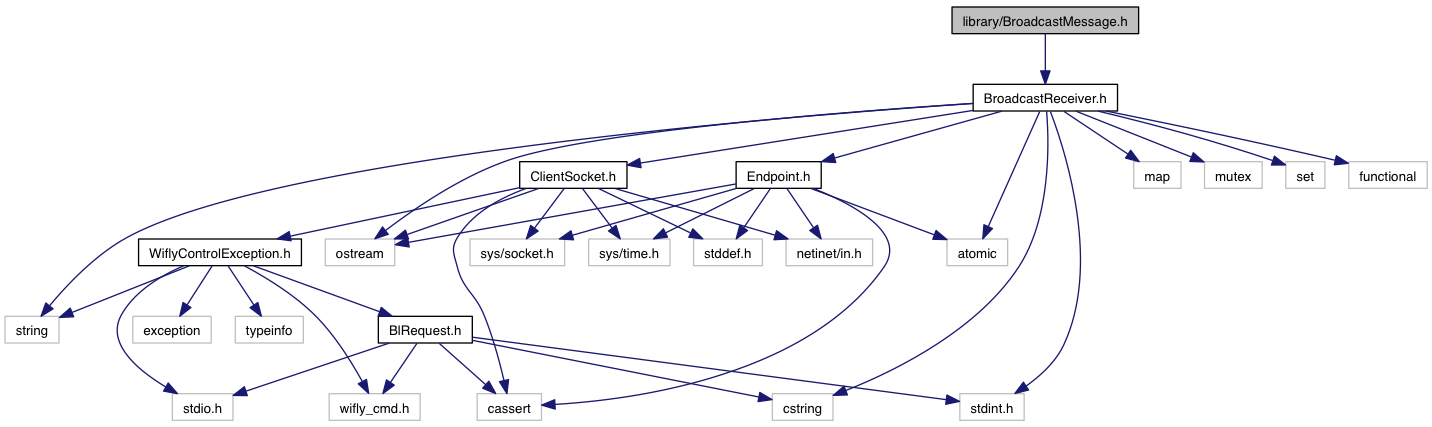 library/BroadcastMessage.h
BroadcastReceiver.h
ClientSocket.h
Endpoint.h
map
mutex
set
functional
WiflyControlException.h
ostream
sys/socket.h
sys/time.h
stddef.h
netinet/in.h
atomic
string
exception
typeinfo
BlRequest.h
stdio.h
wifly_cmd.h
cassert
cstring
stdint.h